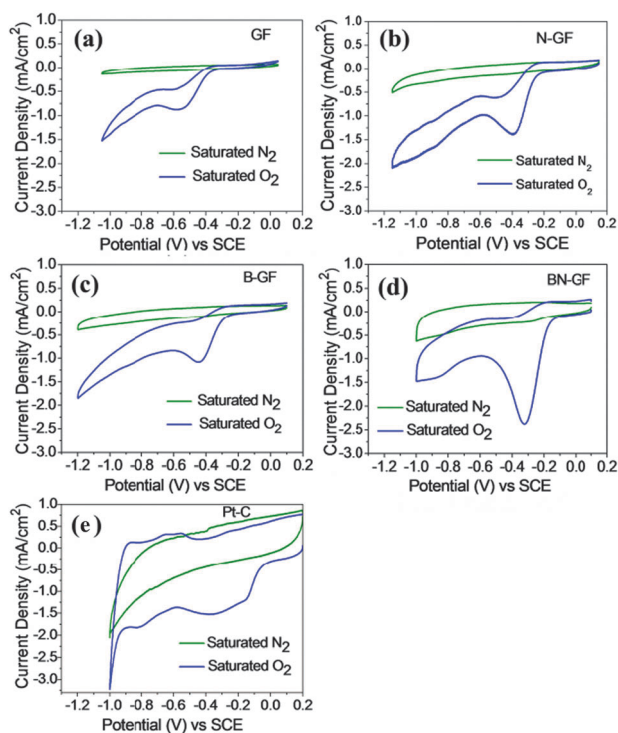 (a) GF
1.0
0.5
0.0
-0.5
-1.0
-1.5
-2.0
-2.5
-3.0
Current Density (mA/cm²)
Saturated N₂
Saturated O₂
-1.2 -1.0 -0.8 -0.6 -0.4 -0.2 0.0 0.2
Potential (V) vs SCE
(b) N-GF
1.0
0.5
0.0
-0.5
-1.0
-1.5
-2.0
-2.5
-3.0
Current Density (mA/cm²)
Saturated N₂
Saturated O₂
-1.2 -1.0 -0.8 -0.6 -0.4 -0.2 0.0 0.2
Potential (V) vs SCE
(c) B-GF
1.0
0.5
0.0
-0.5
-1.0
-1.5
-2.0
-2.5
-3.0
Current Density (mA/cm²)
Saturated N₂
Saturated O₂
-1.2 -1.0 -0.8 -0.6 -0.4 -0.2 0.0 0.2
Potential (V) vs SCE
(d) BN-GF
1.0
0.5
0.0
-0.5
-1.0
-1.5
-2.0
-2.5
-3.0
Current Density (mA/cm²)
Saturated N₂
Saturated O₂
-1.2 -1.0 -0.8 -0.6 -0.4 -0.2 0.0 0.2
Potential (V) vs SCE
(e) Pt-C
1.0
0.5
0.0
-0.5
-1.0
-1.5
-2.0
-2.5
-3.0
Current Density (mA/cm²)
Saturated N₂
Saturated O₂
-1.2 -1.0 -0.8 -0.6 -0.4 -0.2 0.0 0.2
Potential (V) vs SCE